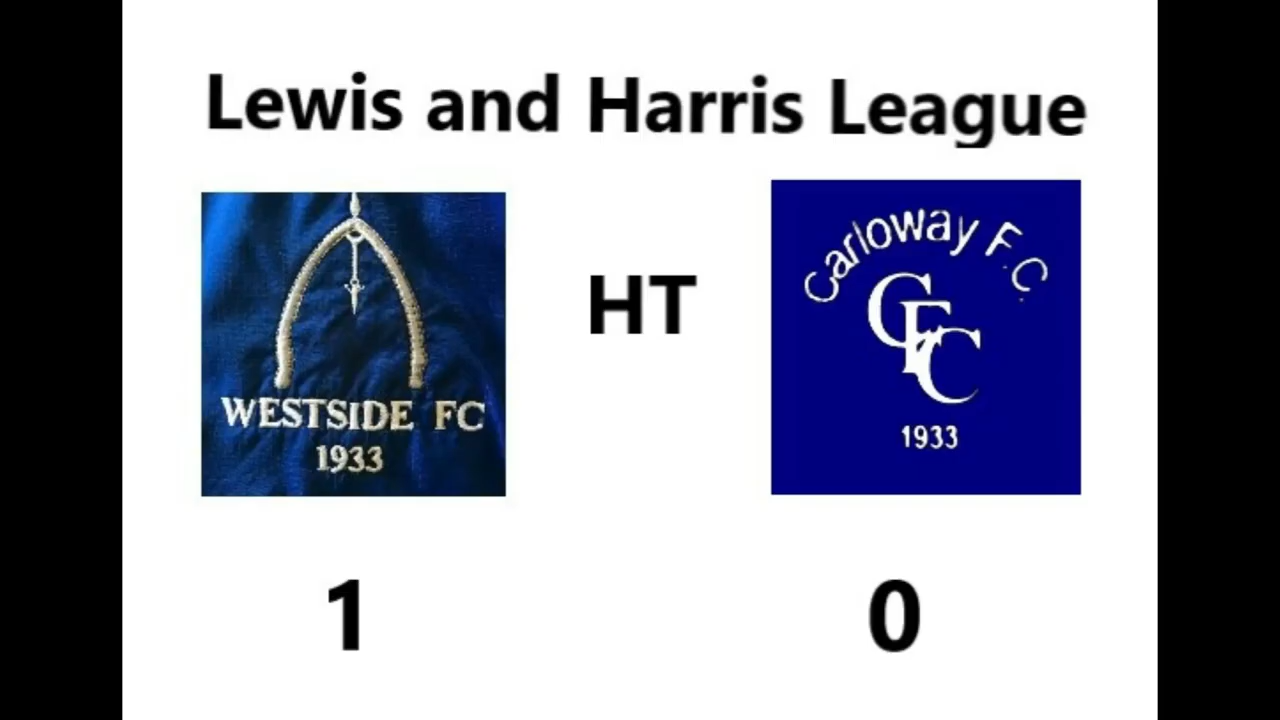 Lewis and Harris League
WESTSIDE FC
1933
HT
Carloway F.C.
CFC
1933
1
0